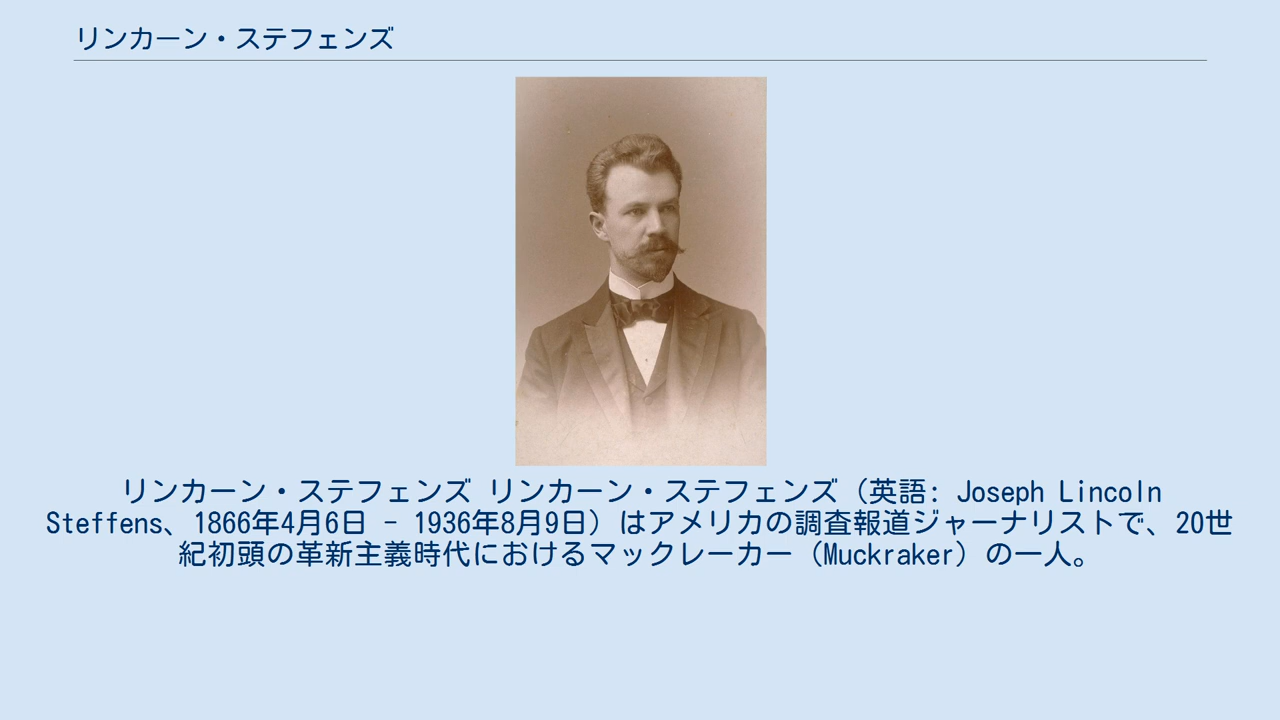 リンカーン・ステフェンズ
リンカーン・ステフェンズ リンカーン・ステフェンズ（英語: Joseph Lincoln
Steffens、1866年4月6日 - 1936年8月9日）はアメリカの調査報道ジャーナリストで、20世
紀初頭の革新主義時代におけるマックレーカー（Muckraker）の一人。